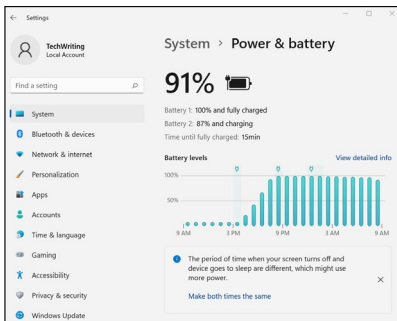 Settings
TechWriting
Local Account
Find a setting
System
Bluetooth & devices
Network & internet
Personalization
Apps
Accounts
Time & language
Gaming
Accessibility
Privacy & security
Windows Update
System > Power & battery
91%
Battery 1: 100% and fully charged
Battery 2: 87% and charging
Time until fully charged: 15min
Battery levels View detailed info
100%
50%
9 AM 3 PM 9 PM 3 AM 9 AM
The period of time when your screen turns off and
device goes to sleep are different, which might use
more power.
Make both times the same